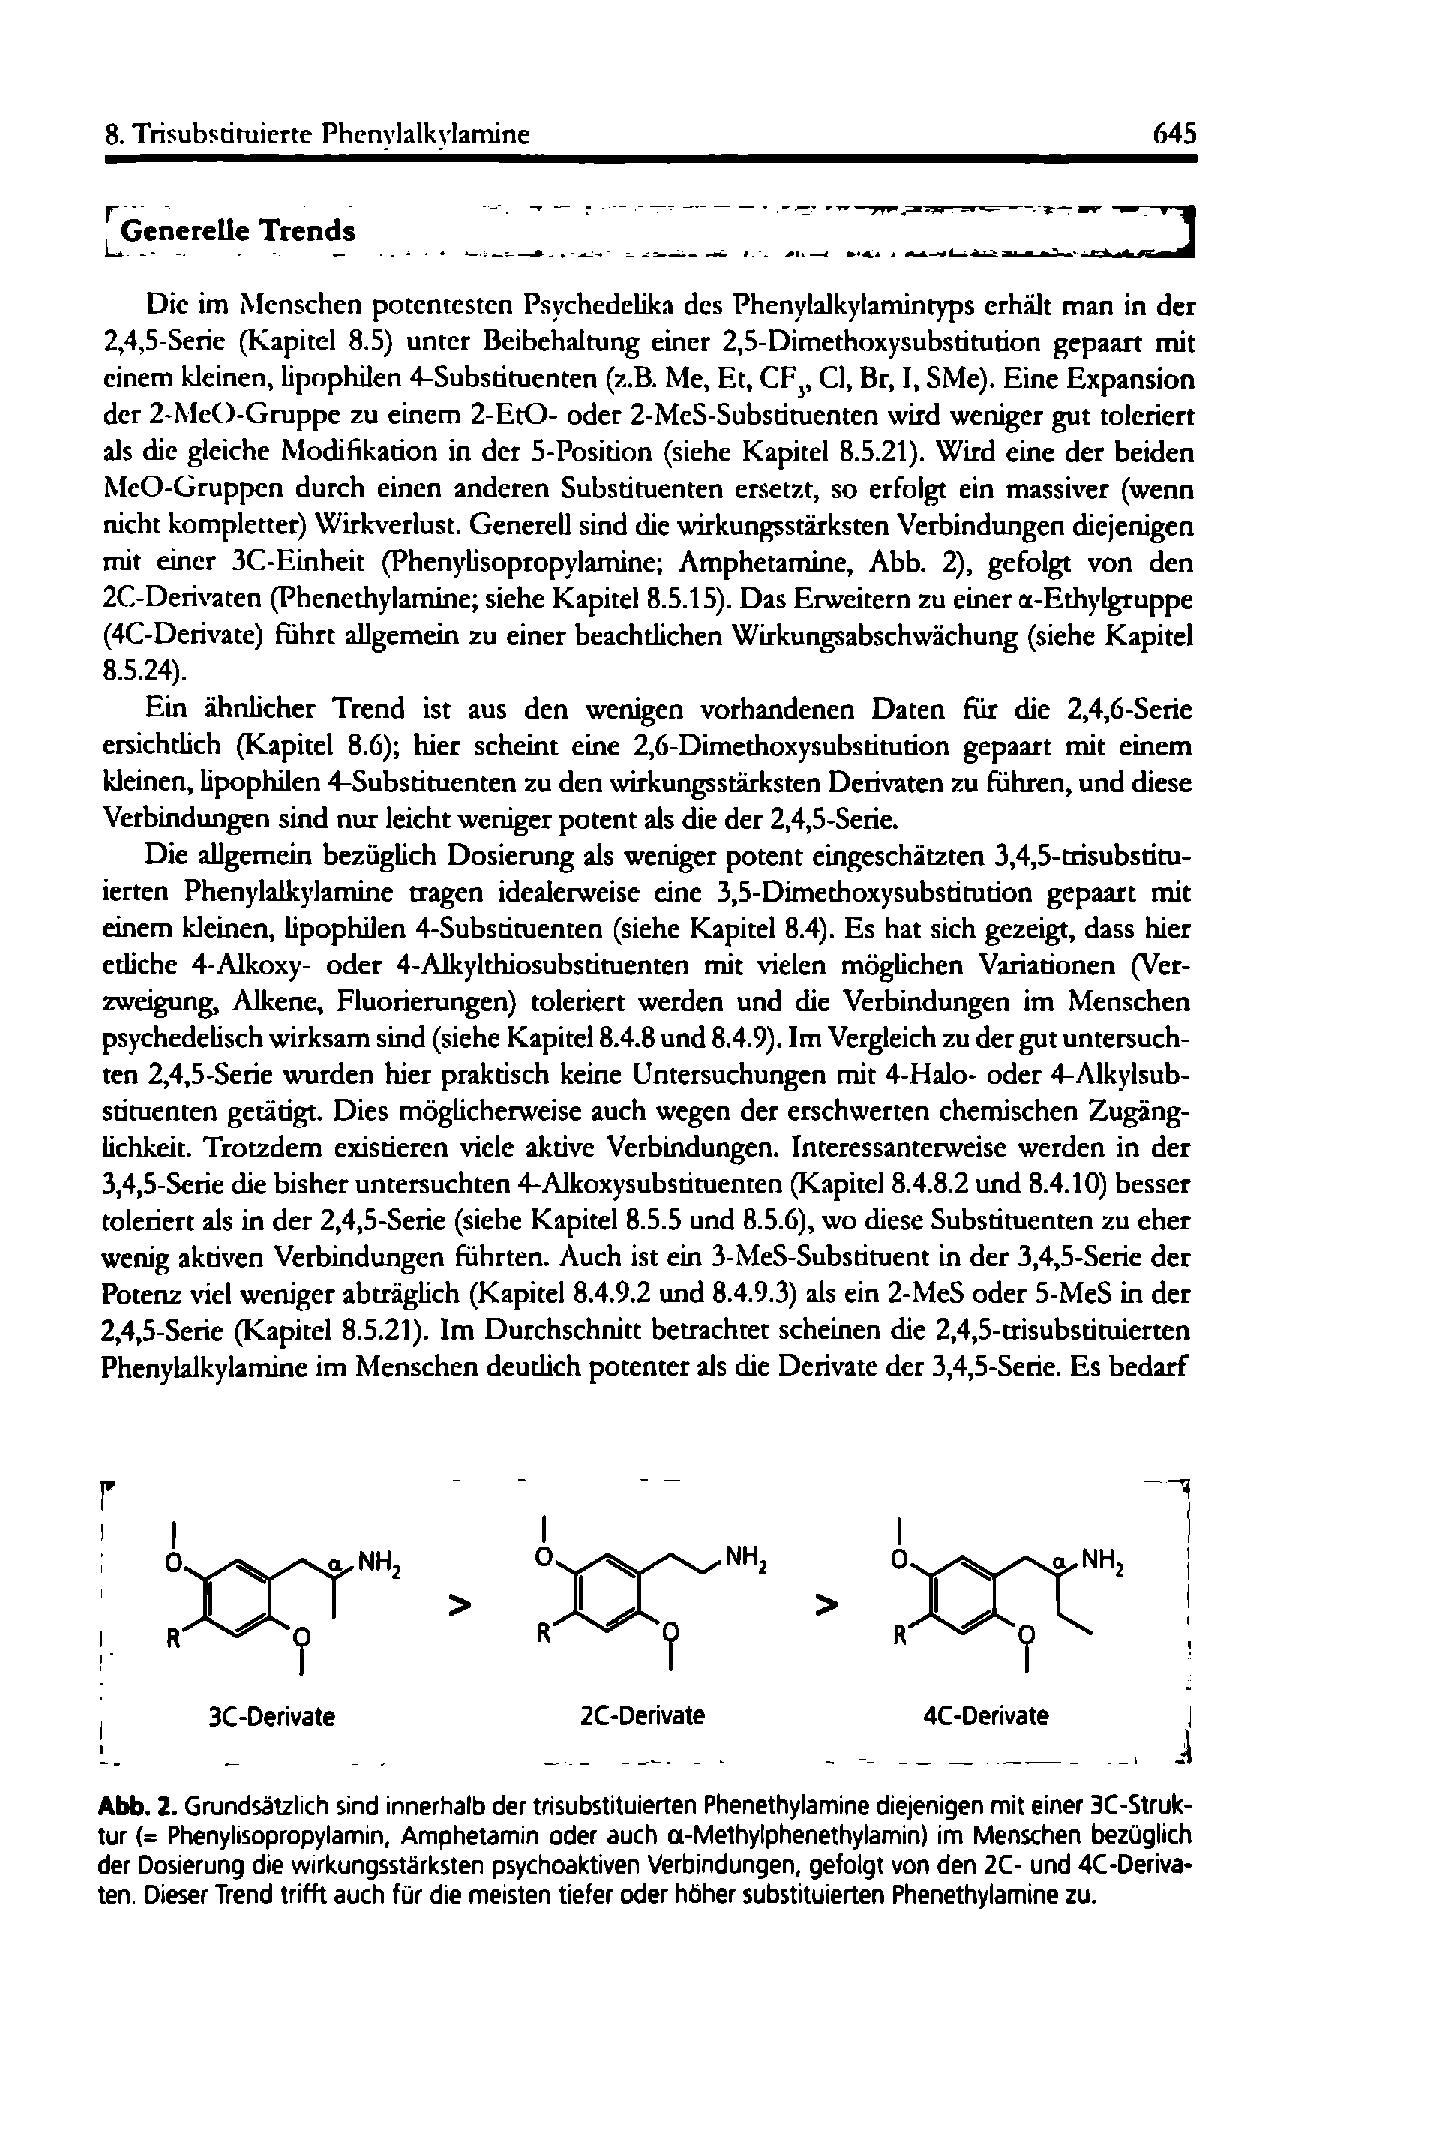 8. Trisubstituierte Phenylalkylamine 645
Generelle Trends
Die im Menschen potentesten Psychedelika des Phenylalkylamintyps erhält man in der
2,4,5-Serie (Kapitel 8.5) unter Beibehaltung einer 2,5-Dimethoxysubstitution gepaart mit
einem kleinen, lipophilen 4-Substituenten (z.B. Me, Et, CF₃, Cl, Br, I, SMe). Eine Expansion
der 2-MeO-Gruppe zu einem 2-EtO- oder 2-MeS-Substituenten wird weniger gut toleriert
als die gleiche Modifikation in der 5-Position (siehe Kapitel 8.5.21). Wird eine der beiden
MeO-Gruppen durch einen anderen Substituenten ersetzt, so erfolgt ein massiver (wenn
nicht kompletter) Wirkverlust. Generell sind die wirkungsstärksten Verbindungen diejenigen
mit einer 3C-Einheit (Phenylisopropylamine; Amphetamine, Abb. 2), gefolgt von den
2C-Derivaten (Phenethylamine; siehe Kapitel 8.5.15). Das Erweitern zu einer α-Ethylgruppe
(4C-Derivate) führt allgemein zu einer beachtlichen Wirkungsabschwächung (siehe Kapitel
8.5.24).
Ein ähnlicher Trend ist aus den wenigen vorhandenen Daten für die 2,4,6-Serie
ersichtlich (Kapitel 8.6); hier scheint eine 2,6-Dimethoxysubstitution gepaart mit einem
kleinen, lipophilen 4-Substituenten zu den wirkungsstärksten Derivaten zu führen, und diese
Verbindungen sind nur leicht weniger potent als die der 2,4,5-Serie.
Die allgemein bezüglich Dosierung als weniger potent eingeschätzten 3,4,5-trisubstitu-
ierten Phenylalkylamine tragen idealerweise eine 3,5-Dimethoxysubstitution gepaart mit
einem kleinen, lipophilen 4-Substituenten (siehe Kapitel 8.4). Es hat sich gezeigt, dass hier
etliche 4-Alkoxy- oder 4-Alkylthiosubstituenten mit vielen möglichen Variationen (Ver-
zweigung, Alkene, Fluorierungen) toleriert werden und die Verbindungen im Menschen
psychedelisch wirksam sind (siehe Kapitel 8.4.8 und 8.4.9). Im Vergleich zu der gut untersuch-
ten 2,4,5-Serie wurden hier praktisch keine Untersuchungen mit 4-Halo- oder 4-Alkylsub-
stituenten getätigt. Dies möglicherweise auch wegen der erschwerten chemischen Zugäng-
lichkeit. Trotzdem existieren viele aktive Verbindungen. Interessanterweise werden in der
3,4,5-Serie die bisher untersuchten 4-Alkoxysubstituenten (Kapitel 8.4.8.2 und 8.4.10) besser
toleriert als in der 2,4,5-Serie (siehe Kapitel 8.5.5 und 8.5.6), wo diese Substituenten zu eher
wenig aktiven Verbindungen führten. Auch ist ein 3-MeS-Substituent in der 3,4,5-Serie der
Potenz viel weniger abträglich (Kapitel 8.4.9.2 und 8.4.9.3) als ein 2-MeS oder 5-MeS in der
2,4,5-Serie (Kapitel 8.5.21). Im Durchschnitt betrachtet scheinen die 2,4,5-trisubstituierten
Phenylalkylamine im Menschen deutlich potenter als die Derivate der 3,4,5-Serie. Es bedarf
O α NH₂ O NH₂ O α NH₂
> >
R O R O R O
3C-Derivate 2C-Derivate 4C-Derivate
Abb. 2. Grundsätzlich sind innerhalb der trisubstituierten Phenethylamine diejenigen mit einer 3C-Struk-
tur (= Phenylisopropylamin, Amphetamin oder auch α-Methylphenethylamin) im Menschen bezüglich
der Dosierung die wirkungsstärksten psychoaktiven Verbindungen, gefolgt von den 2C- und 4C-Deriva-
ten. Dieser Trend trifft auch für die meisten tiefer oder höher substituierten Phenethylamine zu.